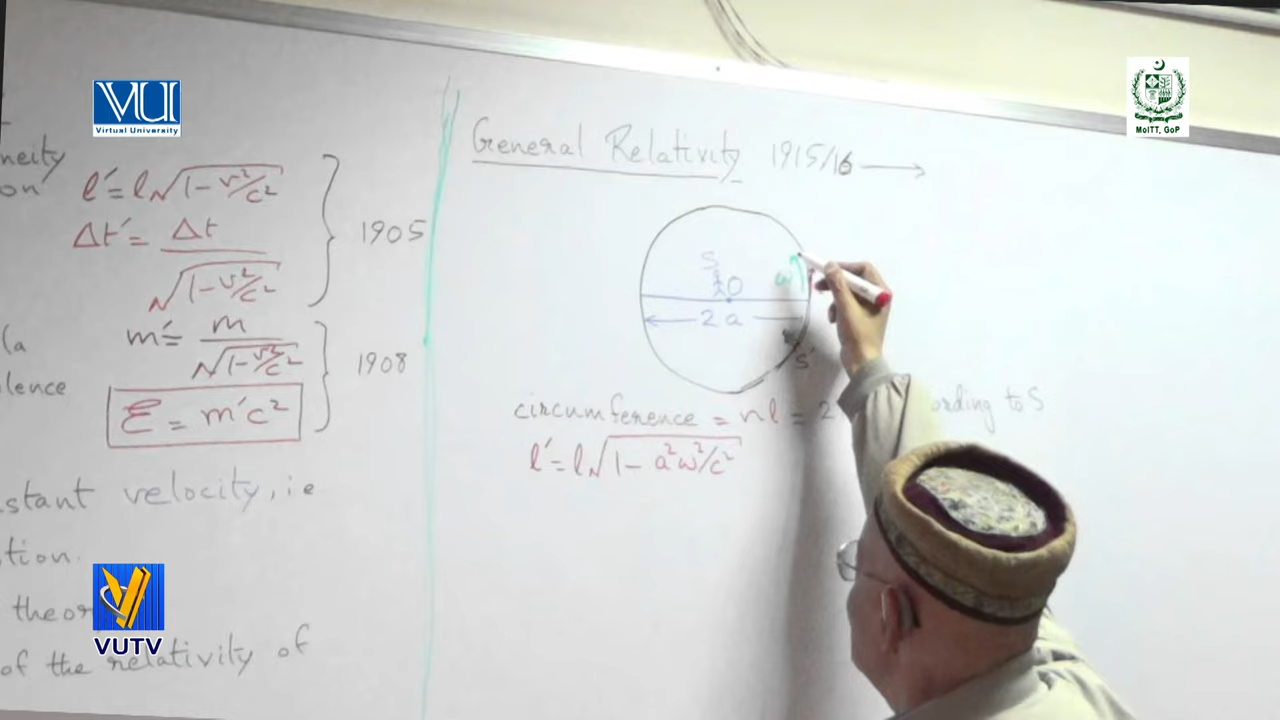 VU
Virtual University
MoITT, GoP
neity
on
l′ = l√1 - v²/c²
Δt′ = Δt
√1 - v²/c²
1905
m′ = m
√1 - v²/c²
(a
lence
1908
E = m′c²
stant velocity, i e
tion.
theor
VUTV
of the relativity of
General Relativity 1915/16 →
S
O
ω
2 a
S′
circumference = nl = 2 ording to S
l′ = l√1 - a²ω²/c²